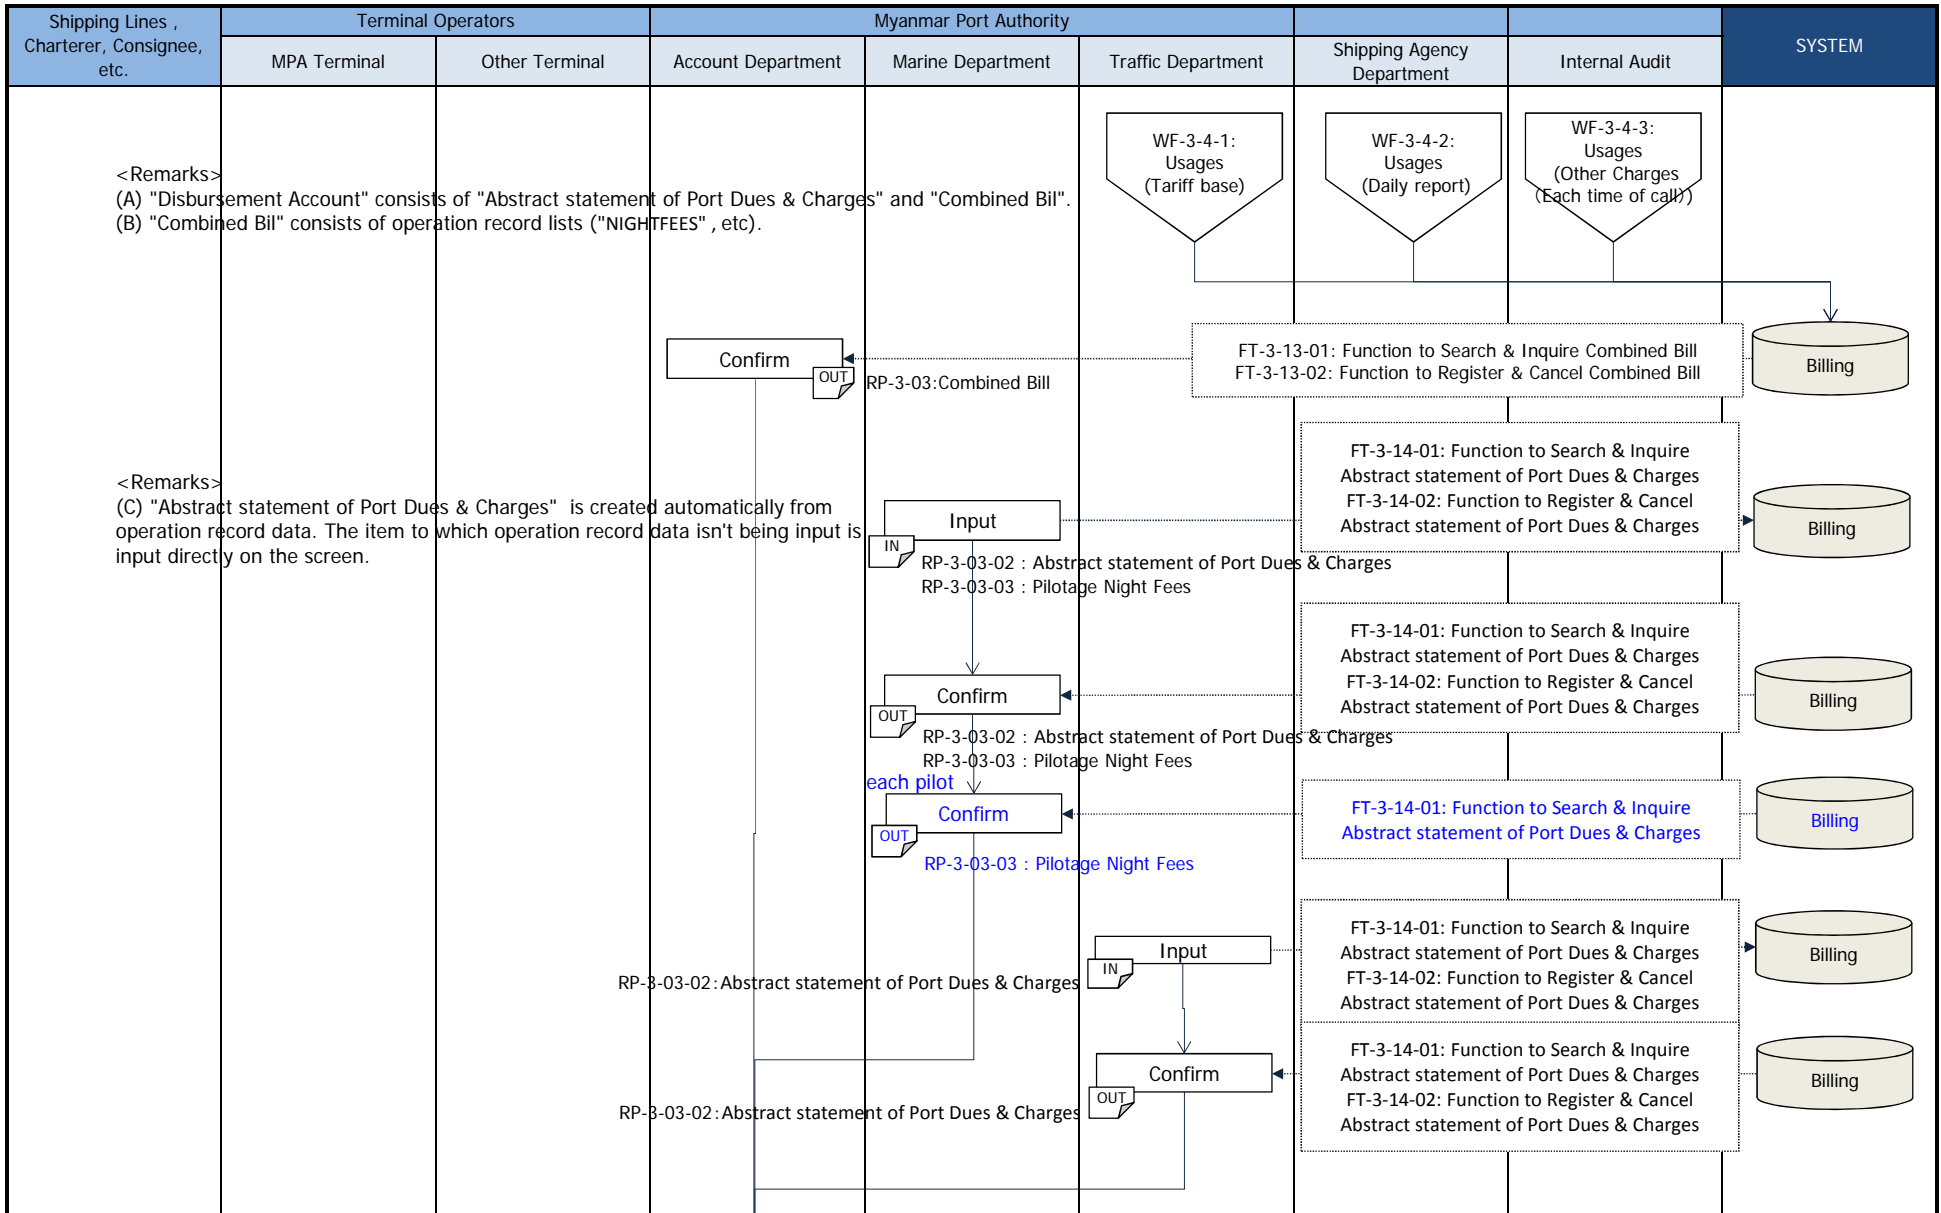 Shipping Lines ,
Charterer, Consignee,
etc.
Terminal Operators
Myanmar Port Authority
SYSTEM
MPA Terminal
Other Terminal
Account Department
Marine Department
Traffic Department
Shipping Agency
Department
Internal Audit
WF-3-4-1:
Usages
(Tariff base)
WF-3-4-2:
Usages
(Daily report)
WF-3-4-3:
Usages
(Other Charges
(Each time of call))
<Remarks>
(A) "Disbursement Account" consists of "Abstract statement of Port Dues & Charges" and "Combined Bil".
(B) "Combined Bil" consists of operation record lists ("NIGHTFEES" , etc).
Confirm
OUT
RP-3-03:Combined Bill
FT-3-13-01: Function to Search & Inquire Combined Bill
FT-3-13-02: Function to Register & Cancel Combined Bill
Billing
<Remarks>
(C) "Abstract statement of Port Dues & Charges"  is created automatically from
operation record data. The item to which operation record data isn't being input is
input directly on the screen.
Input
IN
RP-3-03-02 : Abstract statement of Port Dues & Charges
RP-3-03-03 : Pilotage Night Fees
FT-3-14-01: Function to Search & Inquire
Abstract statement of Port Dues & Charges
FT-3-14-02: Function to Register & Cancel
Abstract statement of Port Dues & Charges
Billing
Confirm
OUT
RP-3-03-02 : Abstract statement of Port Dues & Charges
RP-3-03-03 : Pilotage Night Fees
FT-3-14-01: Function to Search & Inquire
Abstract statement of Port Dues & Charges
FT-3-14-02: Function to Register & Cancel
Abstract statement of Port Dues & Charges
Billing
each pilot
Confirm
OUT
RP-3-03-03 : Pilotage Night Fees
FT-3-14-01: Function to Search & Inquire
Abstract statement of Port Dues & Charges
Billing
Input
IN
RP-3-03-02:Abstract statement of Port Dues & Charges
FT-3-14-01: Function to Search & Inquire
Abstract statement of Port Dues & Charges
FT-3-14-02: Function to Register & Cancel
Abstract statement of Port Dues & Charges
Billing
Confirm
OUT
RP-3-03-02:Abstract statement of Port Dues & Charges
FT-3-14-01: Function to Search & Inquire
Abstract statement of Port Dues & Charges
FT-3-14-02: Function to Register & Cancel
Abstract statement of Port Dues & Charges
Billing